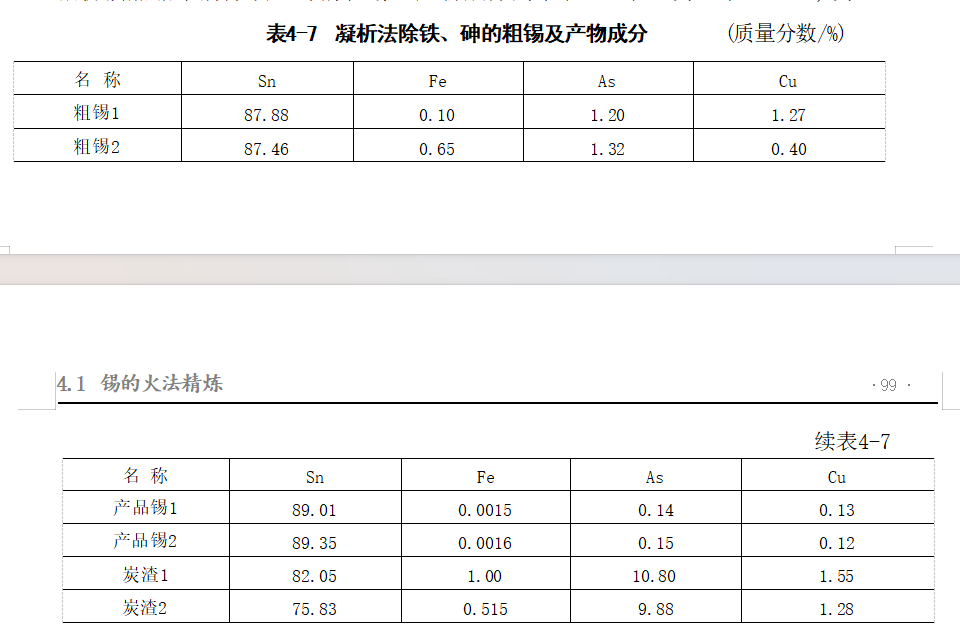 表4-7 凝析法除铁、砷的粗锡及产物成分 (质量分数/%)
名 称 Sn Fe As Cu
粗锡1 87.88 0.10 1.20 1.27
粗锡2 87.46 0.65 1.32 0.40
4.1 锡的火法精炼 ·99 ·
续表4-7
名 称 Sn Fe As Cu
产品锡1 89.01 0.0015 0.14 0.13
产品锡2 89.35 0.0016 0.15 0.12
炭渣1 82.05 1.00 10.80 1.55
炭渣2 75.83 0.515 9.88 1.28